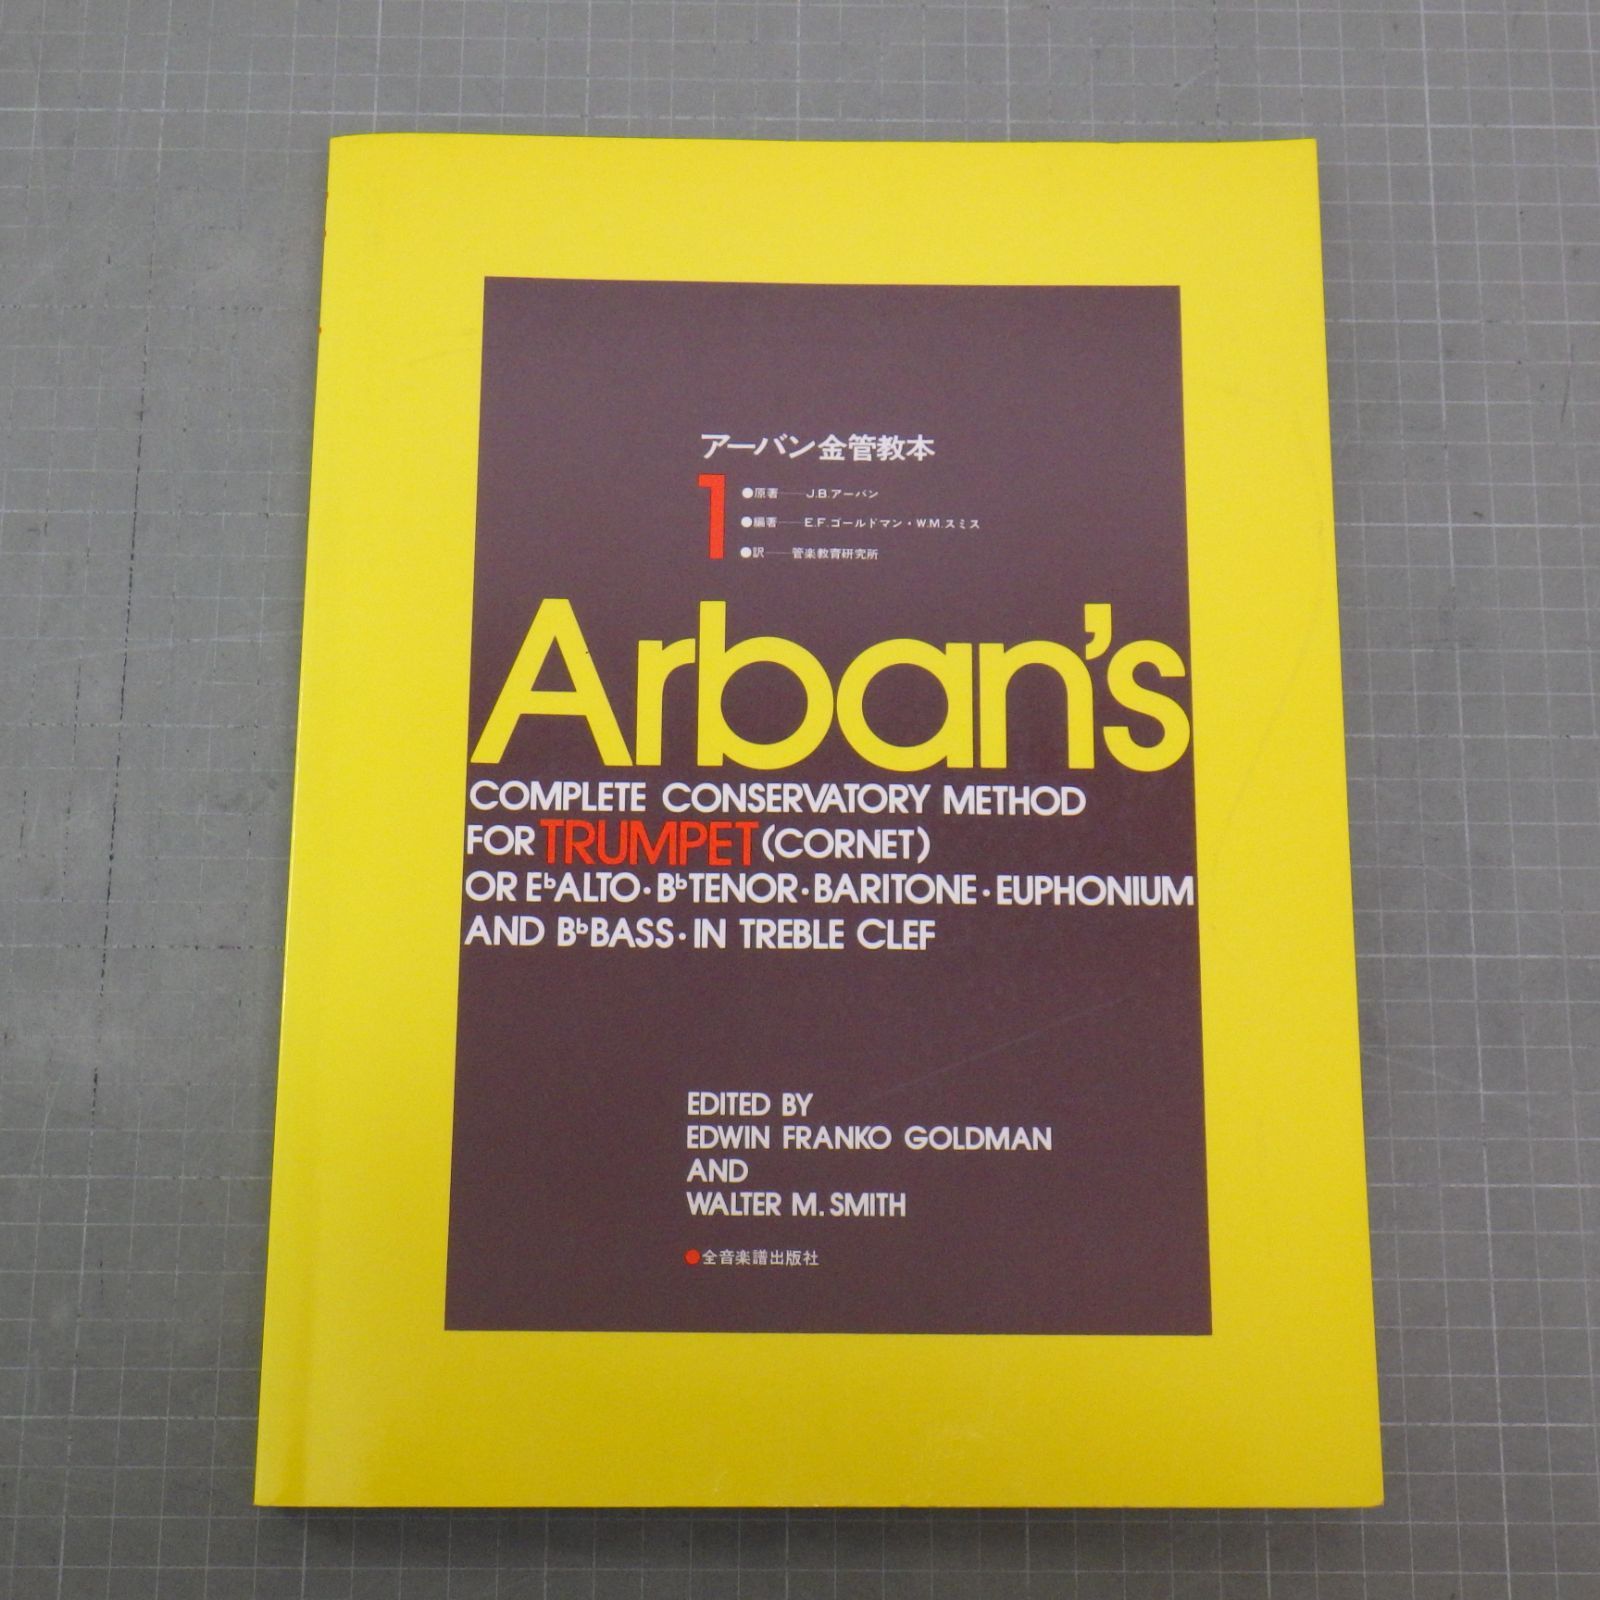 アーバン金管教本
1
●原著──J.B.アーバン
●編著──E.F.ゴールドマン・W.M.スミス
●訳──管楽教育研究所
Arban's
COMPLETE CONSERVATORY METHOD
FOR TRUMPET (CORNET)
OR E♭ALTO・B♭TENOR・BARITONE・EUPHONIUM
AND B♭BASS・IN TREBLE CLEF
EDITED BY
EDWIN FRANKO GOLDMAN
AND
WALTER M. SMITH
●全音楽譜出版社